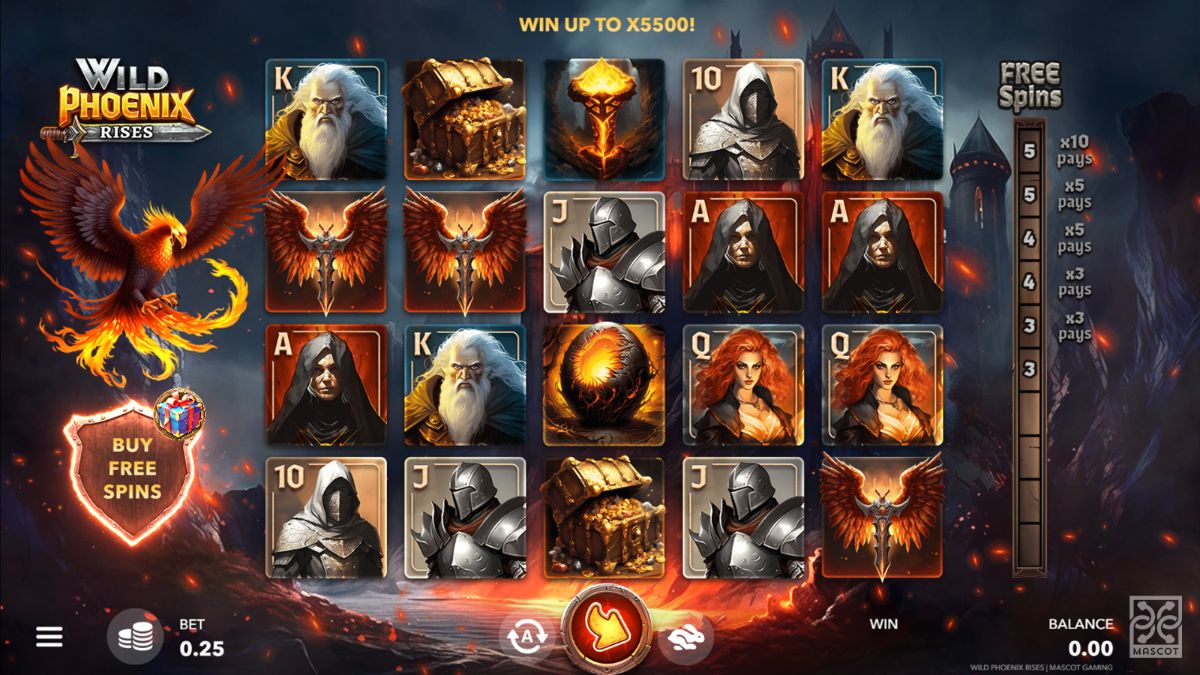 WIN UP TO X5500!
WILD
PHOENIX
RISES
FREE
Spins
K
10
K
5
x10
pays
5
x5
pays
J
A
A
4
x5
pays
4
x3
pays
3
x3
pays
A
K
Q
Q
3
BUY
FREE
SPINS
10
J
J
BET
0.25
A
WIN
BALANCE
0.00
MASCOT
WILD PHOENIX RISES | MASCOT GAMING